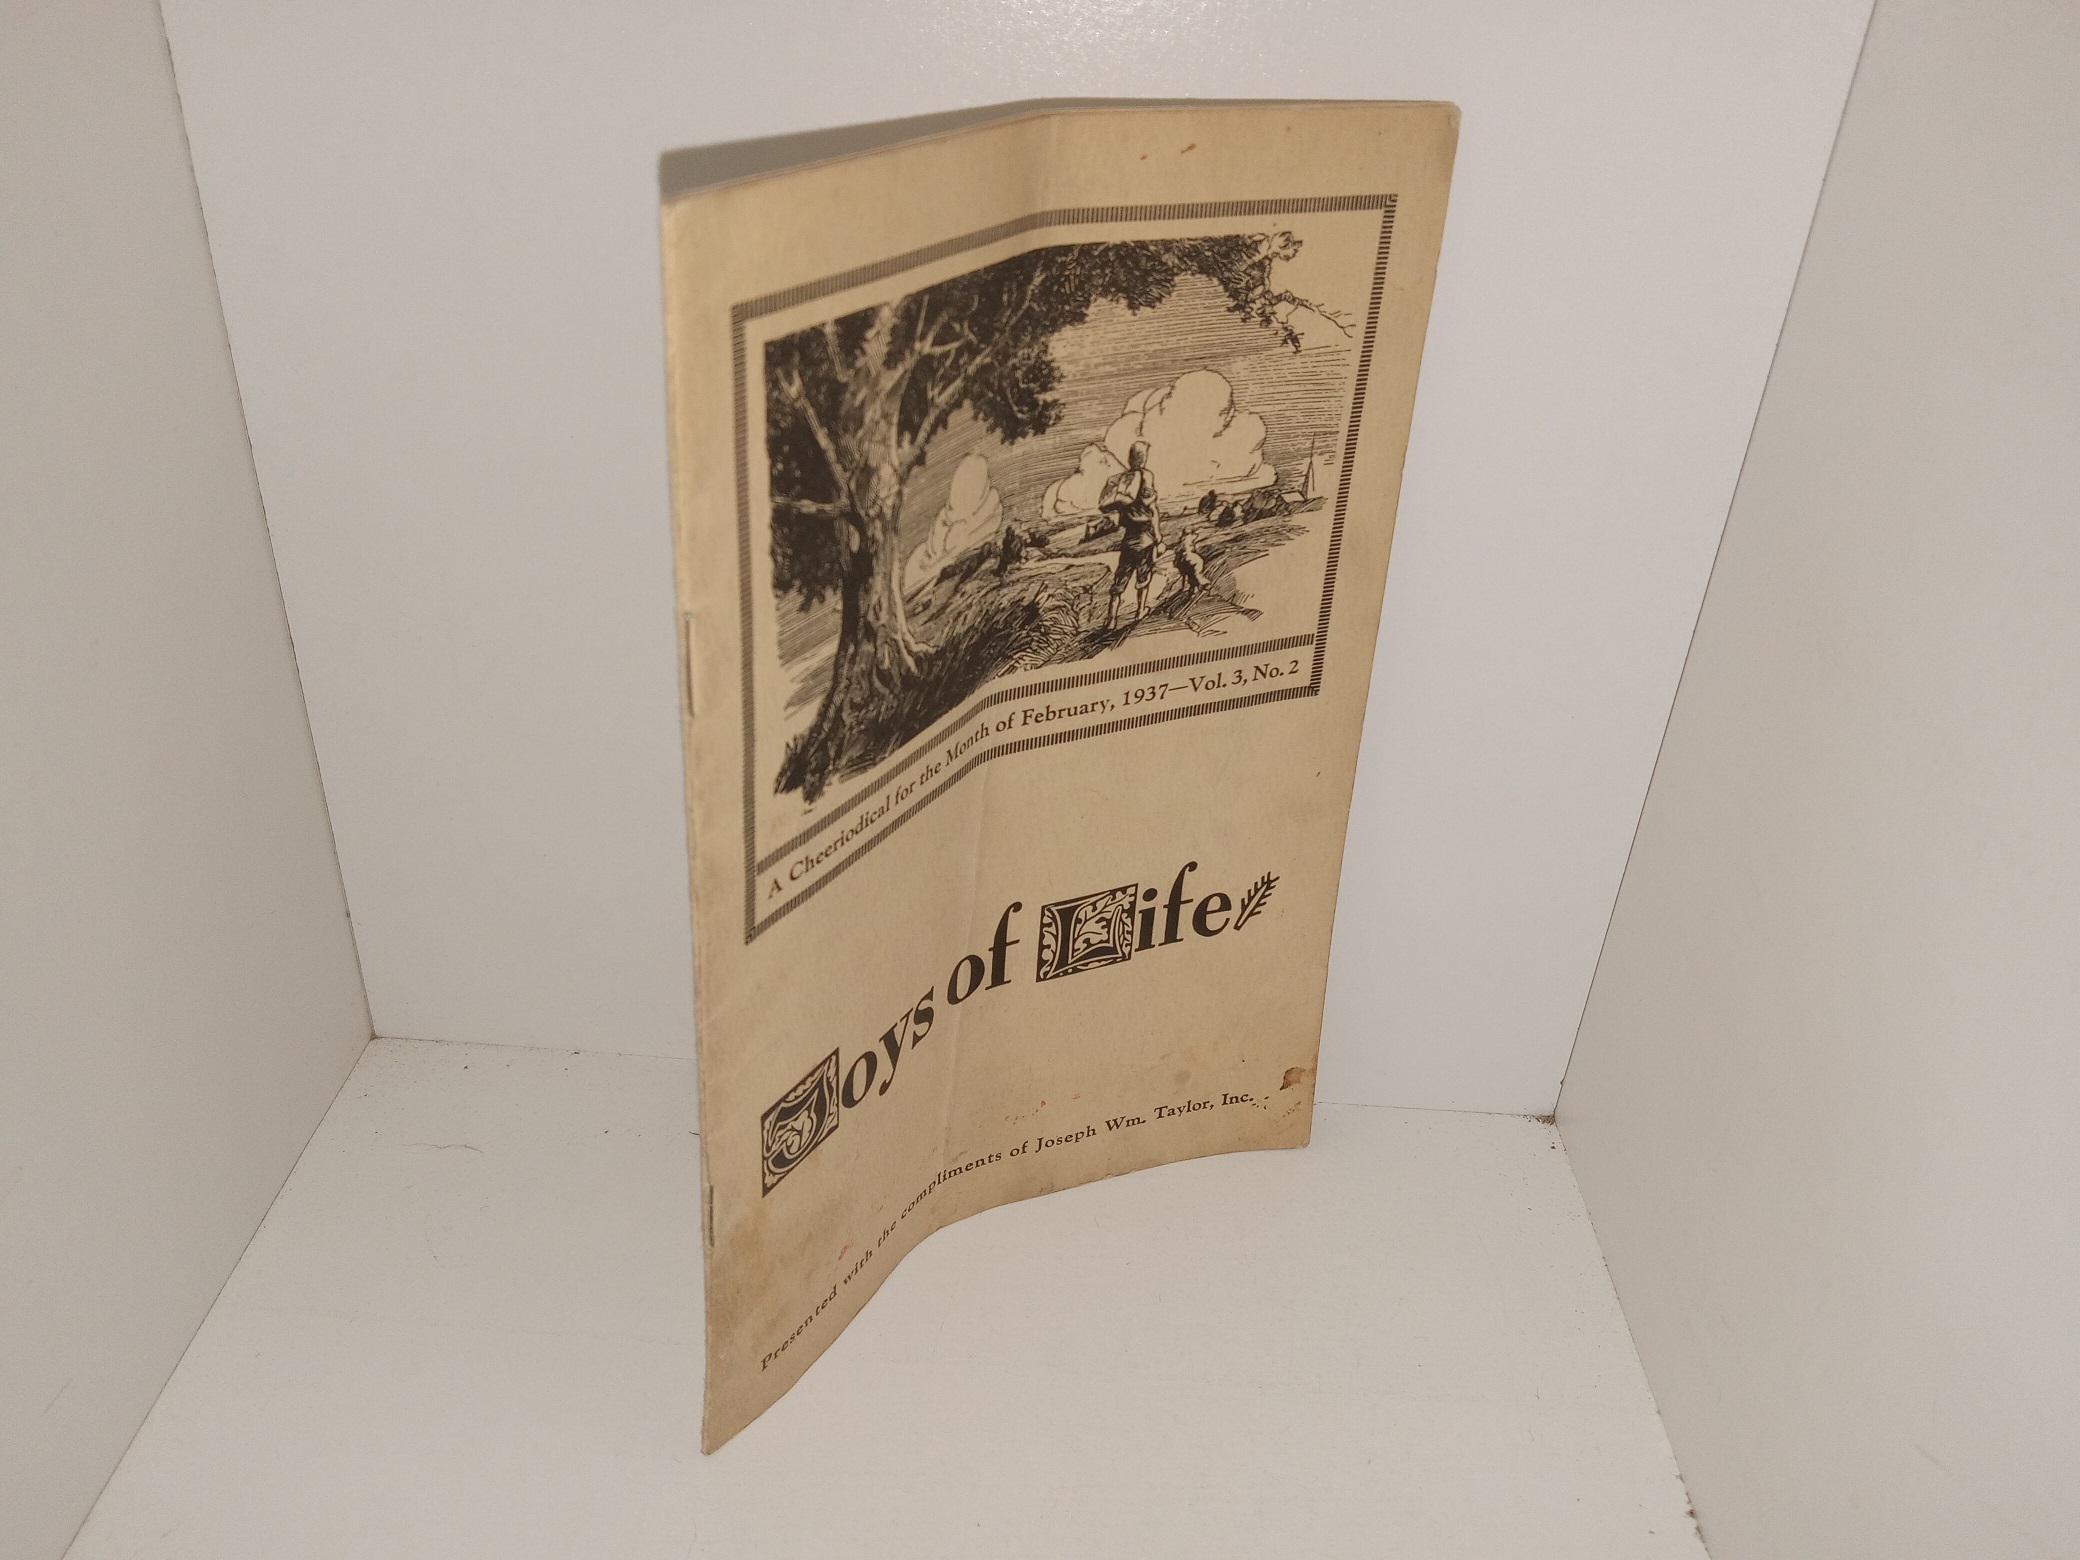 A Cheeriodical for the Month of February, 1937—Vol. 3, No. 2
Joys of Life
Presented with the compliments of Joseph Wm. Taylor, Inc.